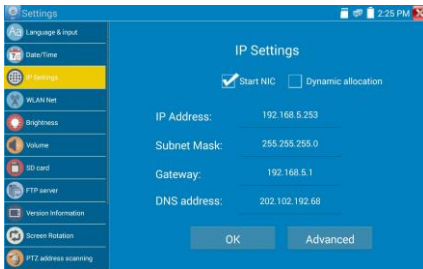 Settings
2:25 PM
Language & input
Date/Time
IP Settings
WLAN Net
Brightness
Volume
SD card
FTP server
Version Information
Screen Rotation
PTZ address scanning
IP Settings
Start NIC
Dynamic allocation
IP Address: 192.168.5.253
Subnet Mask: 255.255.255.0
Gateway: 192.168.5.1
DNS address: 202.102.192.68
OK
Advanced